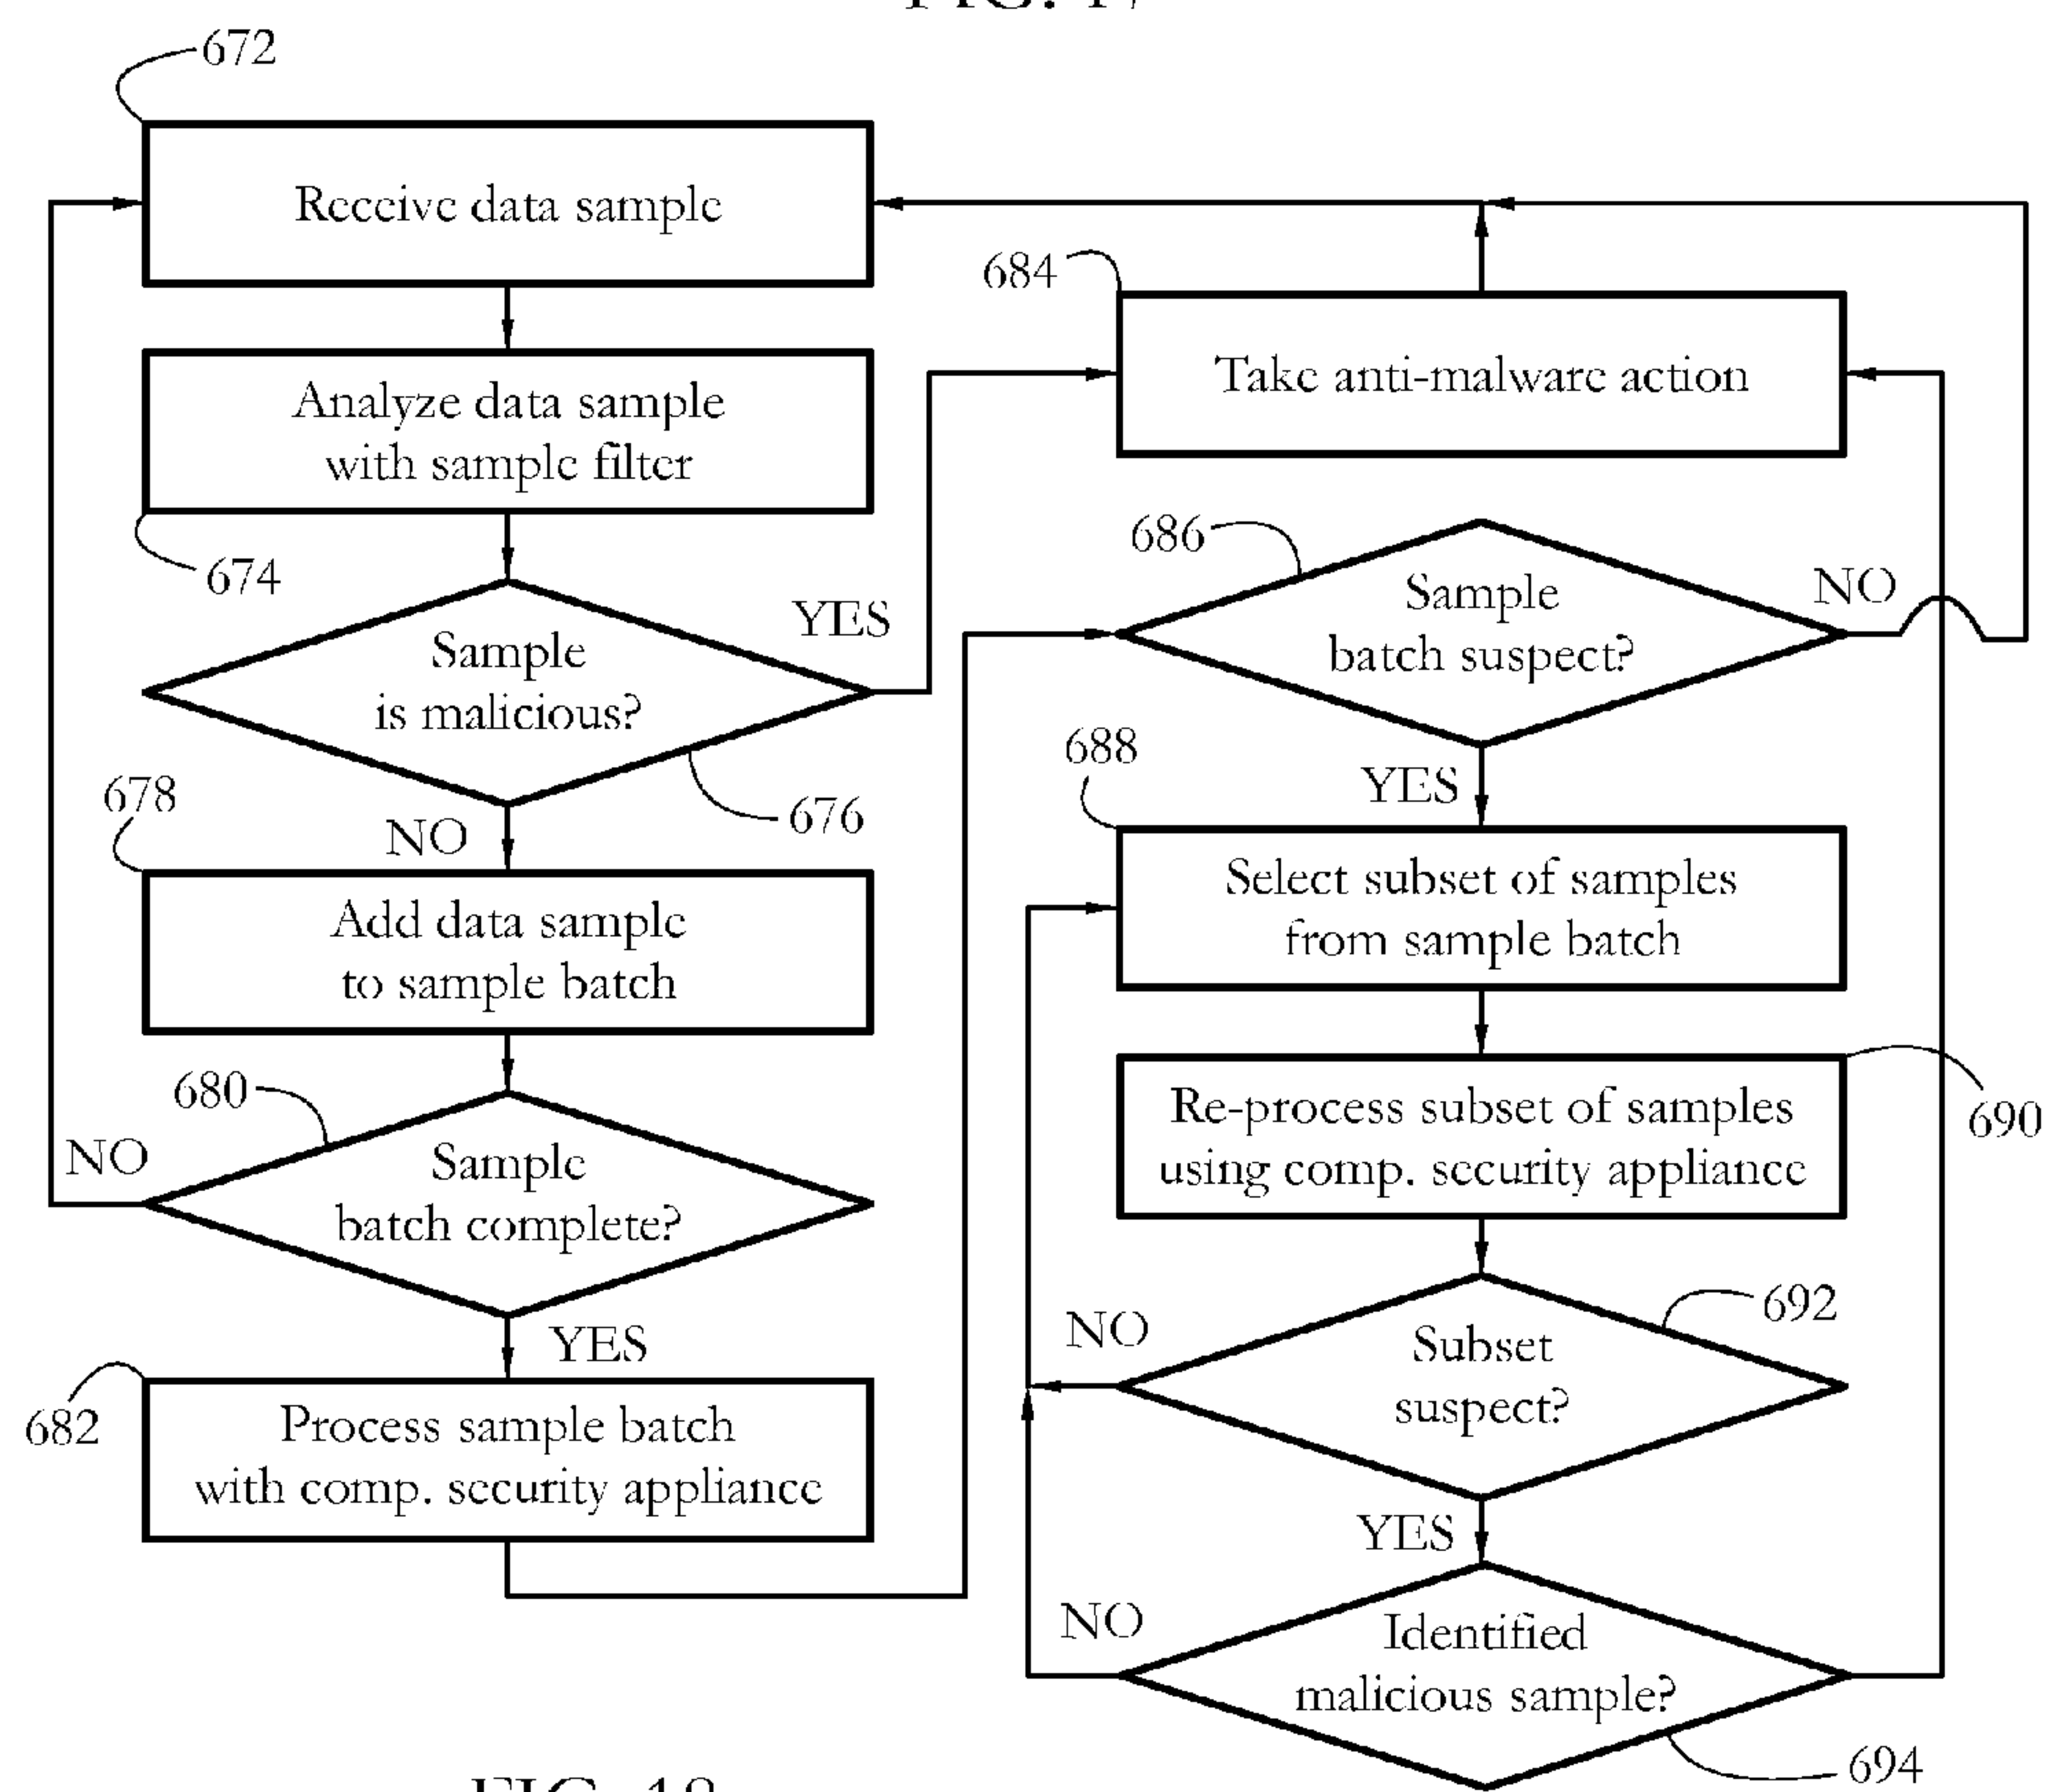 672
Receive data sample
684
Take anti-malware action
Analyze data sample
with sample filter
674
686
Sample
batch suspect?
NO
YES
Sample
is malicious?
YES
676
NO
678
688
Select subset of samples
from sample batch
Add data sample
to sample batch
Re-process subset of samples
using comp. security appliance
690
680
NO
Sample
batch complete?
YES
692
NO
Subset
suspect?
YES
682
Process sample batch
with comp. security appliance
NO
Identified
malicious sample?
694
FIG. 18